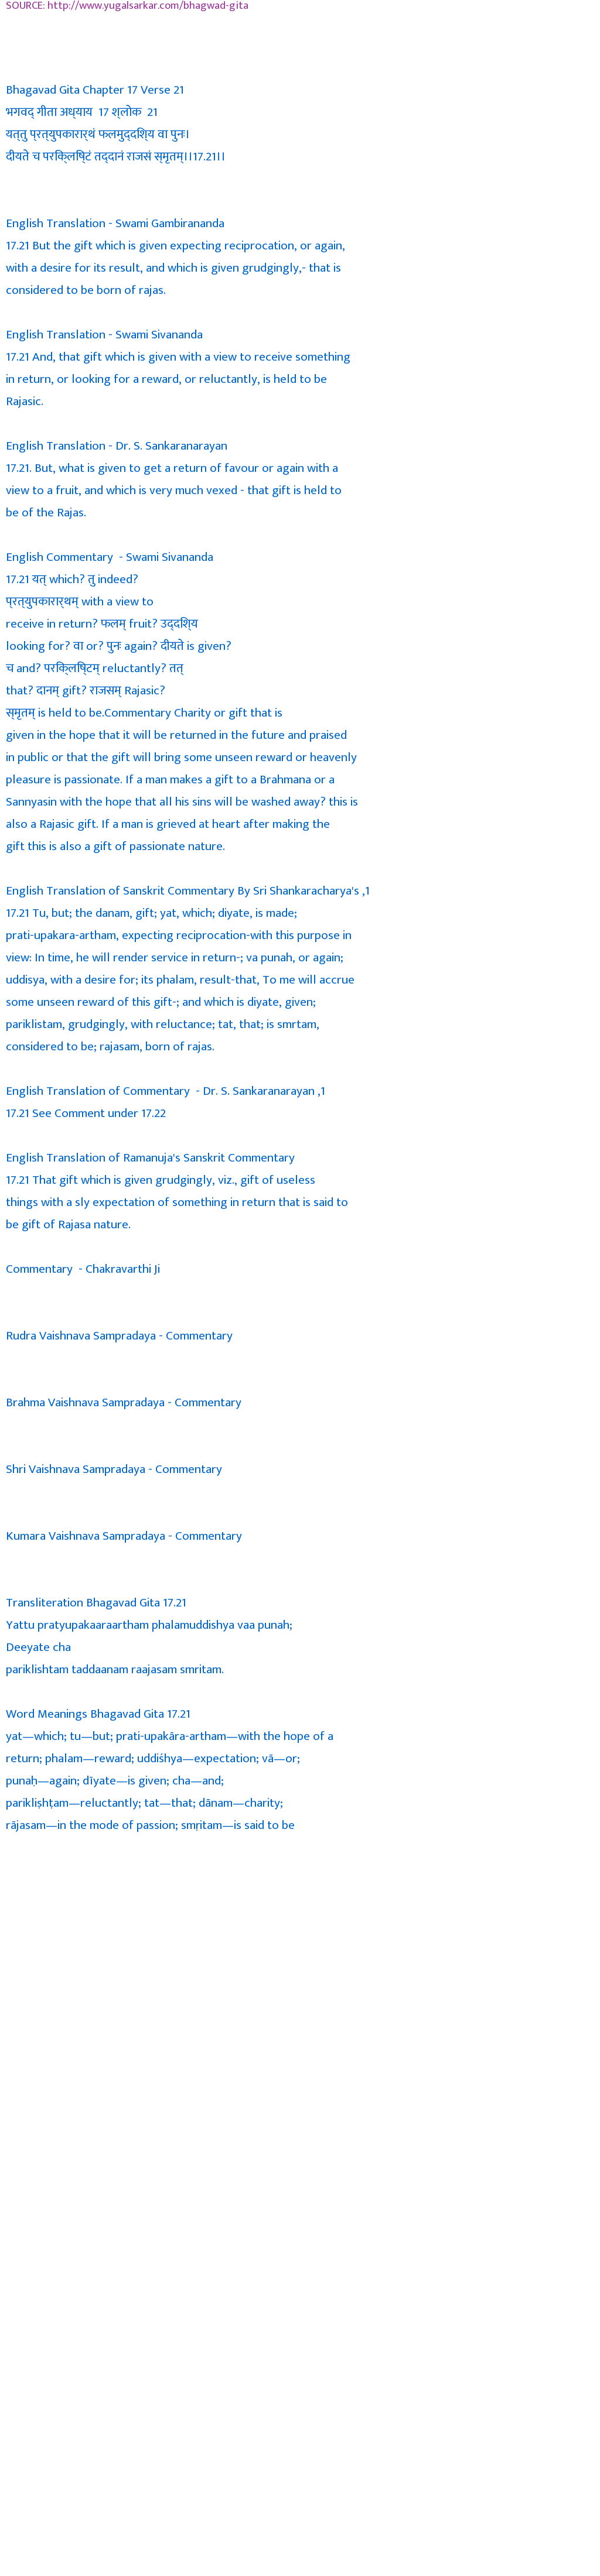 SOURCE: http://www.yugalsarkar.com/bhagwad-gita
Bhagavad Gita Chapter 17 Verse 21
भगवद् गीता अध्याय 17 श्लोक 21
यत्तु प्रत्युपकारार्थं फलमुद्दिश्य वा पुनः।
दीयते च परिक्लिष्टं तद्दानं राजसं स्मृतम्।।17.21।।
English Translation - Swami Gambirananda
17.21 But the gift which is given expecting reciprocation, or again,
with a desire for its result, and which is given grudgingly,- that is
considered to be born of rajas.
English Translation - Swami Sivananda
17.21 And, that gift which is given with a view to receive something
in return, or looking for a reward, or reluctantly, is held to be
Rajasic.
English Translation - Dr. S. Sankaranarayan
17.21. But, what is given to get a return of favour or again with a
view to a fruit, and which is very much vexed - that gift is held to
be of the Rajas.
English Commentary - Swami Sivananda
17.21 यत् which? तु indeed?
प्रत्युपकारार्थम् with a view to
receive in return? फलम् fruit? उद्दिश्य
looking for? वा or? पुनः again? दीयते is given?
च and? परिक्लिष्टम् reluctantly? तत्
that? दानम् gift? राजसम् Rajasic?
स्मृतम् is held to be.Commentary Charity or gift that is
given in the hope that it will be returned in the future and praised
in public or that the gift will bring some unseen reward or heavenly
pleasure is passionate. If a man makes a gift to a Brahmana or a
Sannyasin with the hope that all his sins will be washed away? this is
also a Rajasic gift. If a man is grieved at heart after making the
gift this is also a gift of passionate nature.
English Translation of Sanskrit Commentary By Sri Shankaracharya's ,1
17.21 Tu, but; the danam, gift; yat, which; diyate, is made;
prati-upakara-artham, expecting reciprocation-with this purpose in
view: In time, he will render service in return-; va punah, or again;
uddisya, with a desire for; its phalam, result-that, To me will accrue
some unseen reward of this gift-; and which is diyate, given;
pariklistam, grudgingly, with reluctance; tat, that; is smrtam,
considered to be; rajasam, born of rajas.
English Translation of Commentary - Dr. S. Sankaranarayan ,1
17.21 See Comment under 17.22
English Translation of Ramanuja's Sanskrit Commentary
17.21 That gift which is given grudgingly, viz., gift of useless
things with a sly expectation of something in return that is said to
be gift of Rajasa nature.
Commentary - Chakravarthi Ji
Rudra Vaishnava Sampradaya - Commentary
Brahma Vaishnava Sampradaya - Commentary
Shri Vaishnava Sampradaya - Commentary
Kumara Vaishnava Sampradaya - Commentary
Transliteration Bhagavad Gita 17.21
Yattu pratyupakaaraartham phalamuddishya vaa punah;
Deeyate cha
pariklishtam taddaanam raajasam smritam.
Word Meanings Bhagavad Gita 17.21
yat—which; tu—but; prati-upakāra-artham—with the hope of a
return; phalam—reward; uddiśhya—expectation; vā—or;
punaḥ—again; dīyate—is given; cha—and;
parikliṣhṭam—reluctantly; tat—that; dānam—charity;
rājasam—in the mode of passion; smṛitam—is said to be